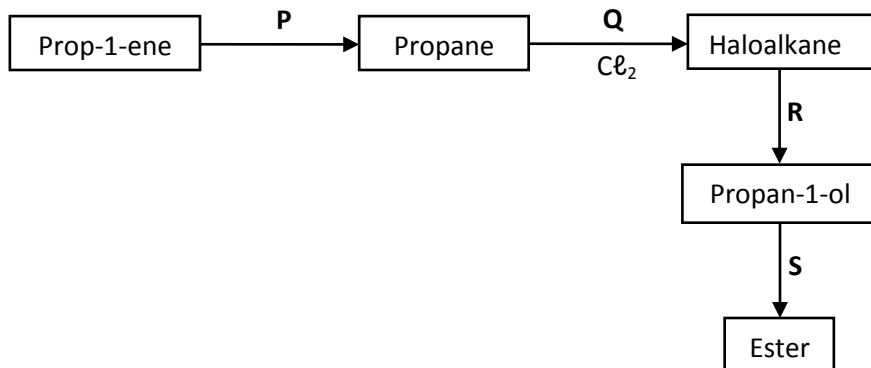 P
Q
Prop-1-ene
Propane
Haloalkane
Cℓ₂
R
Propan-1-ol
S
Ester